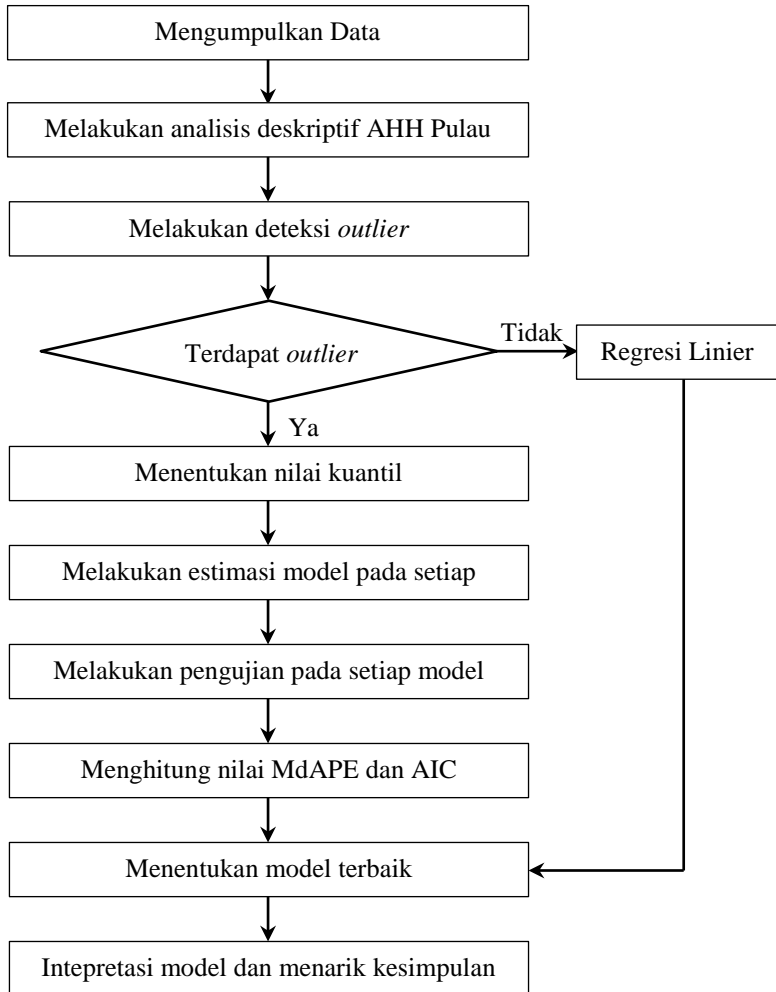 Mengumpulkan Data
Melakukan analisis deskriptif AHH Pulau
Melakukan deteksi outlier
Terdapat outlier
Tidak
Regresi Linier
Ya
Menentukan nilai kuantil
Melakukan estimasi model pada setiap
Melakukan pengujian pada setiap model
Menghitung nilai MdAPE dan AIC
Menentukan model terbaik
Intepretasi model dan menarik kesimpulan